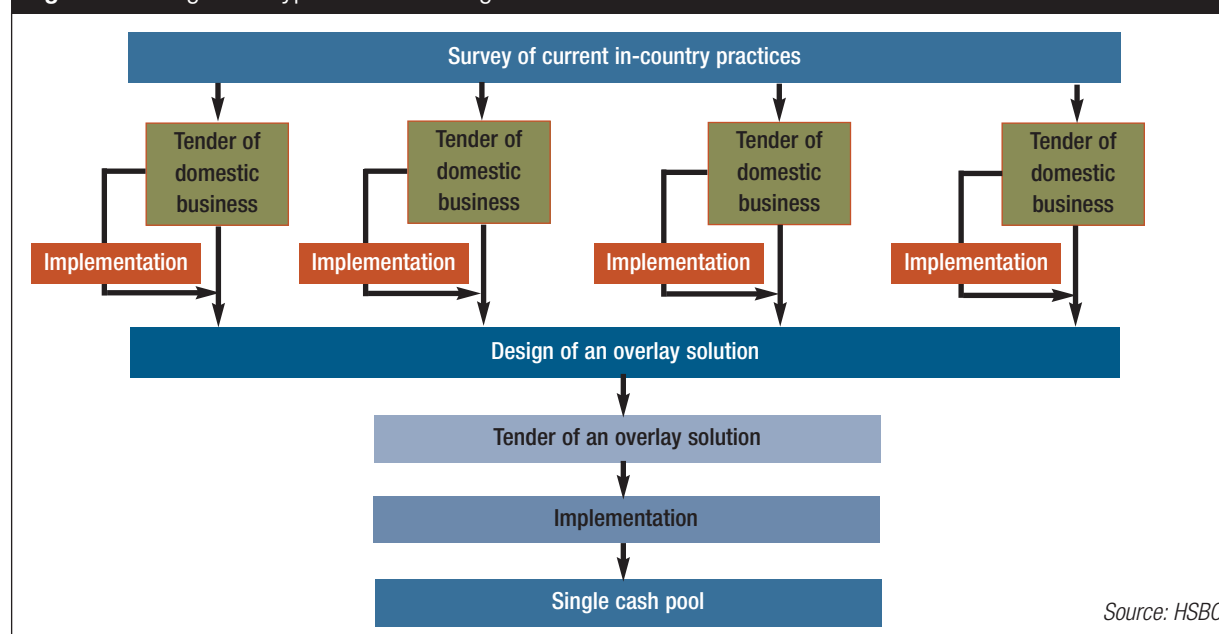 Survey of current in-country practices
Tender of
domestic
business
Tender of
domestic
business
Tender of
domestic
business
Tender of
domestic
business
Implementation
Implementation
Implementation
Implementation
Design of an overlay solution
Tender of an overlay solution
Implementation
Single cash pool
Source: HSBC